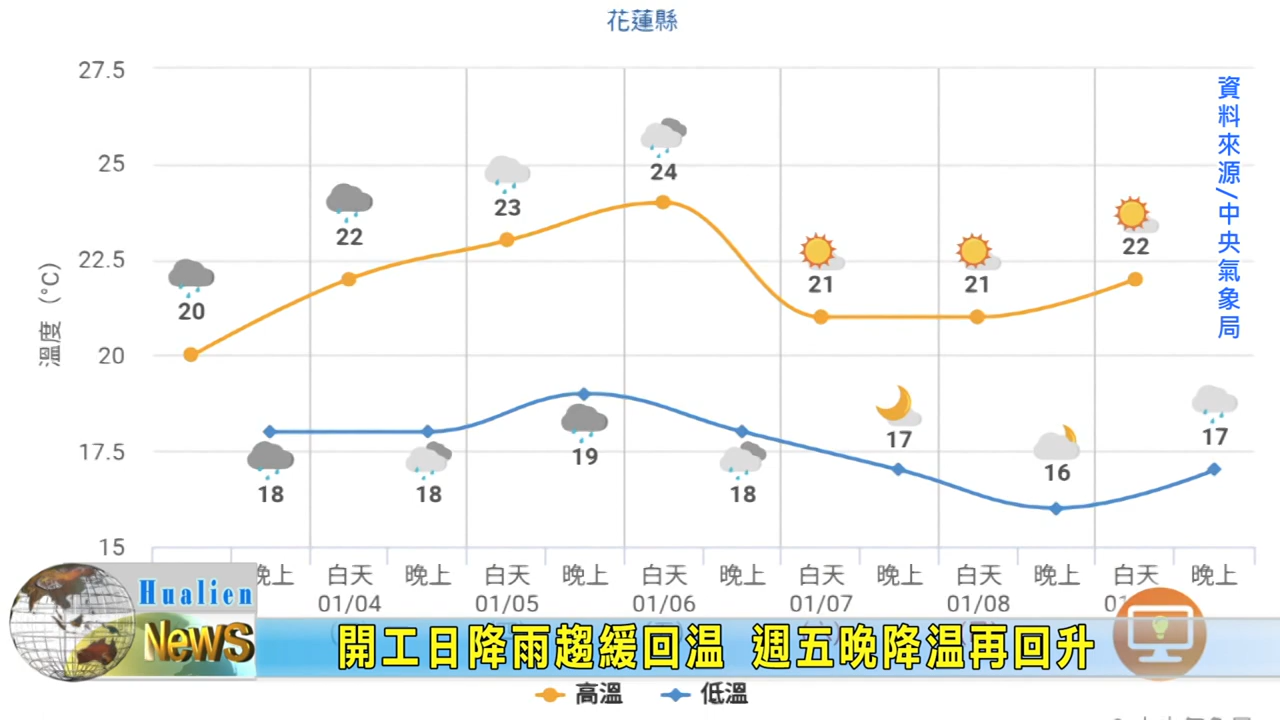 花蓮縣
資料來源/中央氣象局
溫度 (°C)
27.5
25
22.5
20
17.5
15
20
22
23
24
21
21
22
18
18
19
18
17
16
17
晚上 白天 晚上 白天 晚上 白天 晚上 白天 晚上 白天 晚上 白天 晚上
01/04 01/05 01/06 01/07 01/08
Hualien
News
開工日降雨趨緩回温 週五晚降温再回升
高溫 低溫